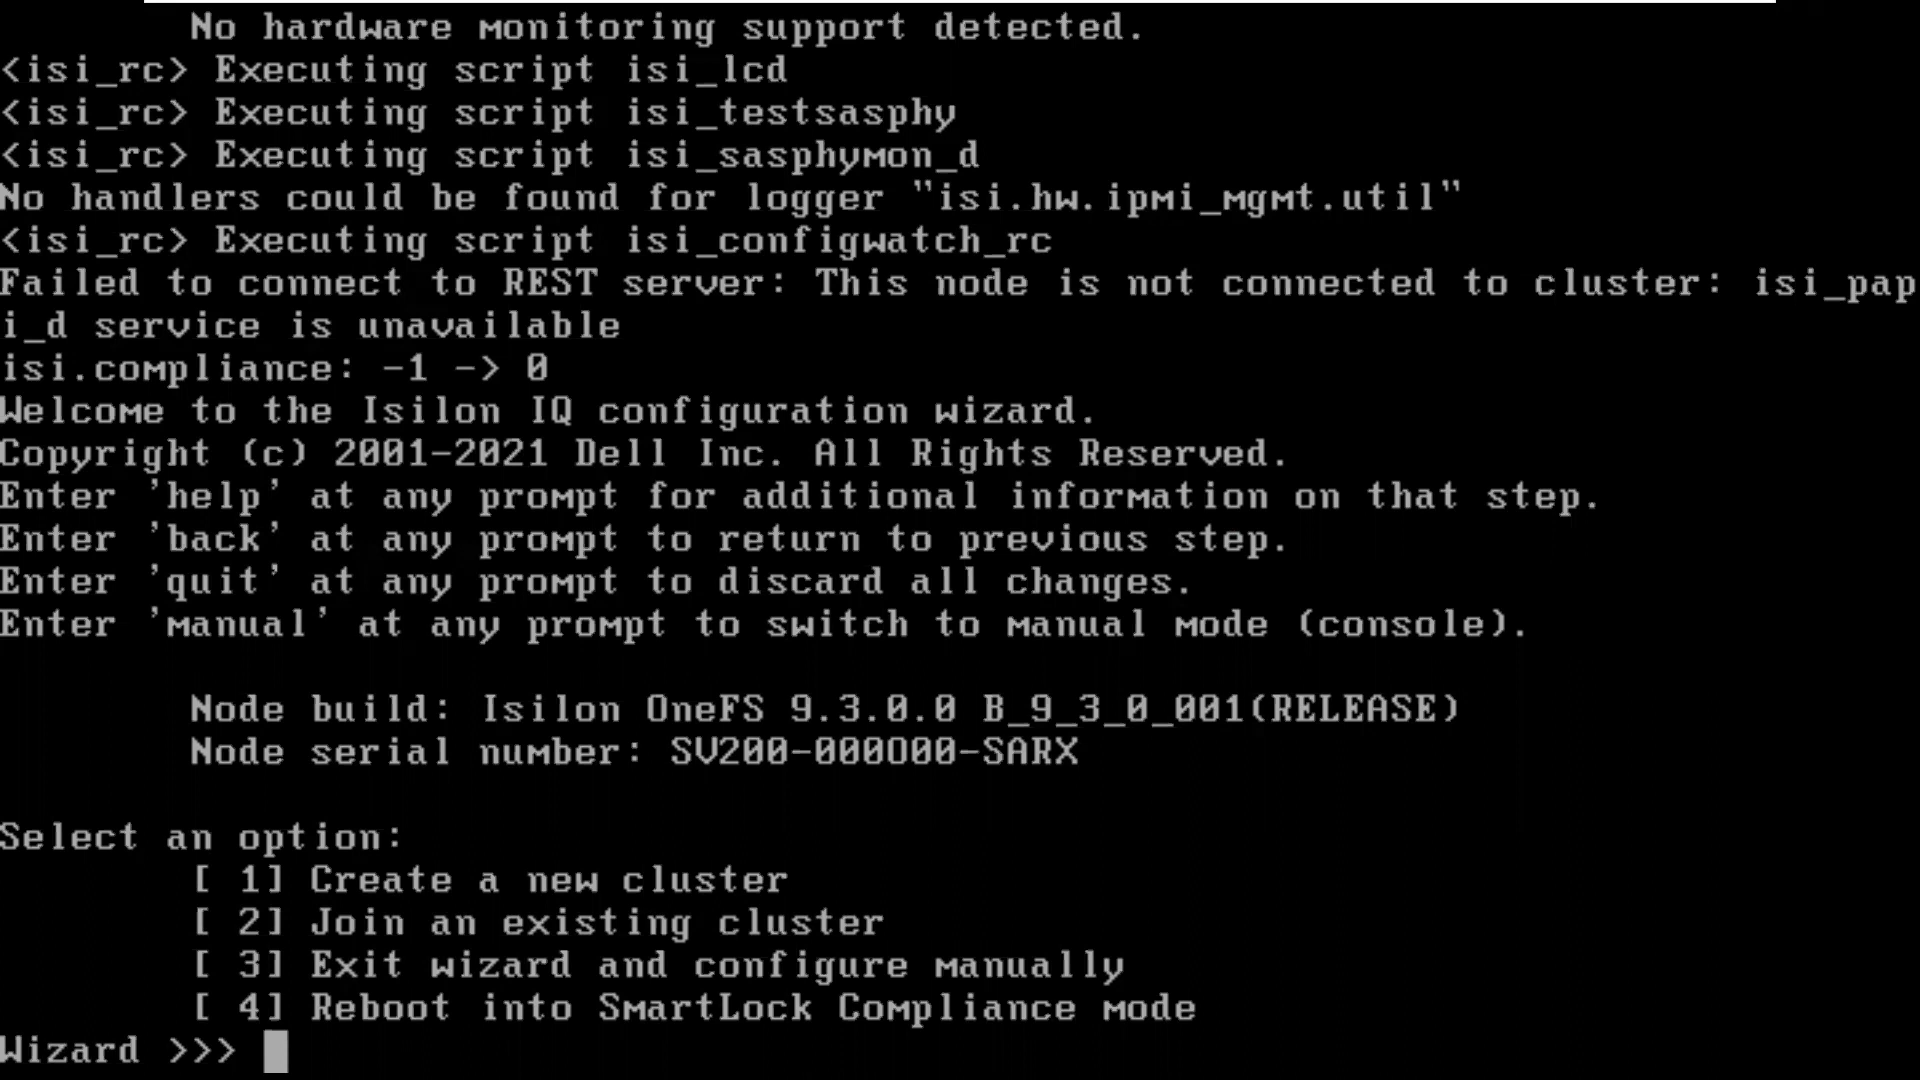 No hardware monitoring support detected.
<isi_rc> Executing script isi_lcd
<isi_rc> Executing script isi_testsasphy
<isi_rc> Executing script isi_sasphymon_d
No handlers could be found for logger "isi.hw.ipmi_mgmt.util"
<isi_rc> Executing script isi_configwatch_rc
Failed to connect to REST server: This node is not connected to cluster: isi_pap
i_d service is unavailable
isi.compliance: -1 -> 0
Welcome to the Isilon IQ configuration wizard.
Copyright (c) 2001-2021 Dell Inc. All Rights Reserved.
Enter 'help' at any prompt for additional information on that step.
Enter 'back' at any prompt to return to previous step.
Enter 'quit' at any prompt to discard all changes.
Enter 'manual' at any prompt to switch to manual mode (console).
Node build: Isilon OneFS 9.3.0.0 B_9_3_0_001(RELEASE)
Node serial number: SV200-000O00-SARX
Select an option:
[ 1] Create a new cluster
[ 2] Join an existing cluster
[ 3] Exit wizard and configure manually
[ 4] Reboot into SmartLock Compliance mode
Wizard >>>